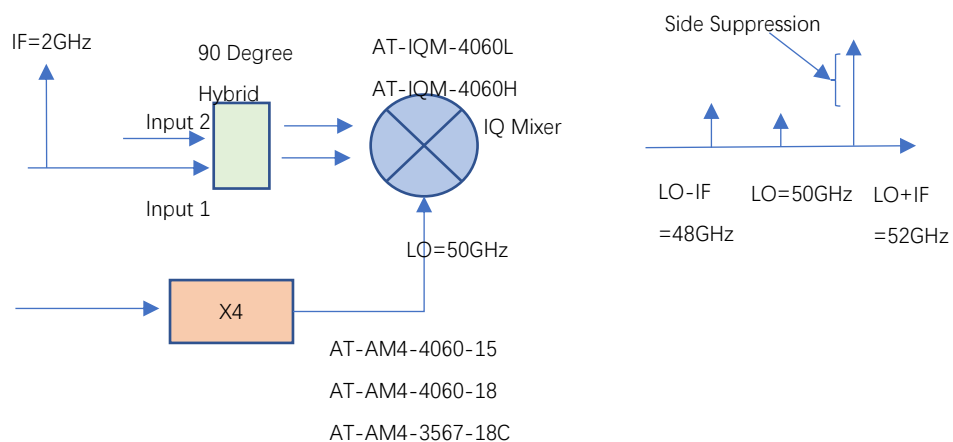 IF=2GHz
90 Degree
Hybrid
Input 2
Input 1
AT-IQM-4060L
AT-IQM-4060H
IQ Mixer
LO=50GHz
X4
AT-AM4-4060-15
AT-AM4-4060-18
AT-AM4-3567-18C
Side Suppression
LO-IF
=48GHz
LO=50GHz
LO+IF
=52GHz